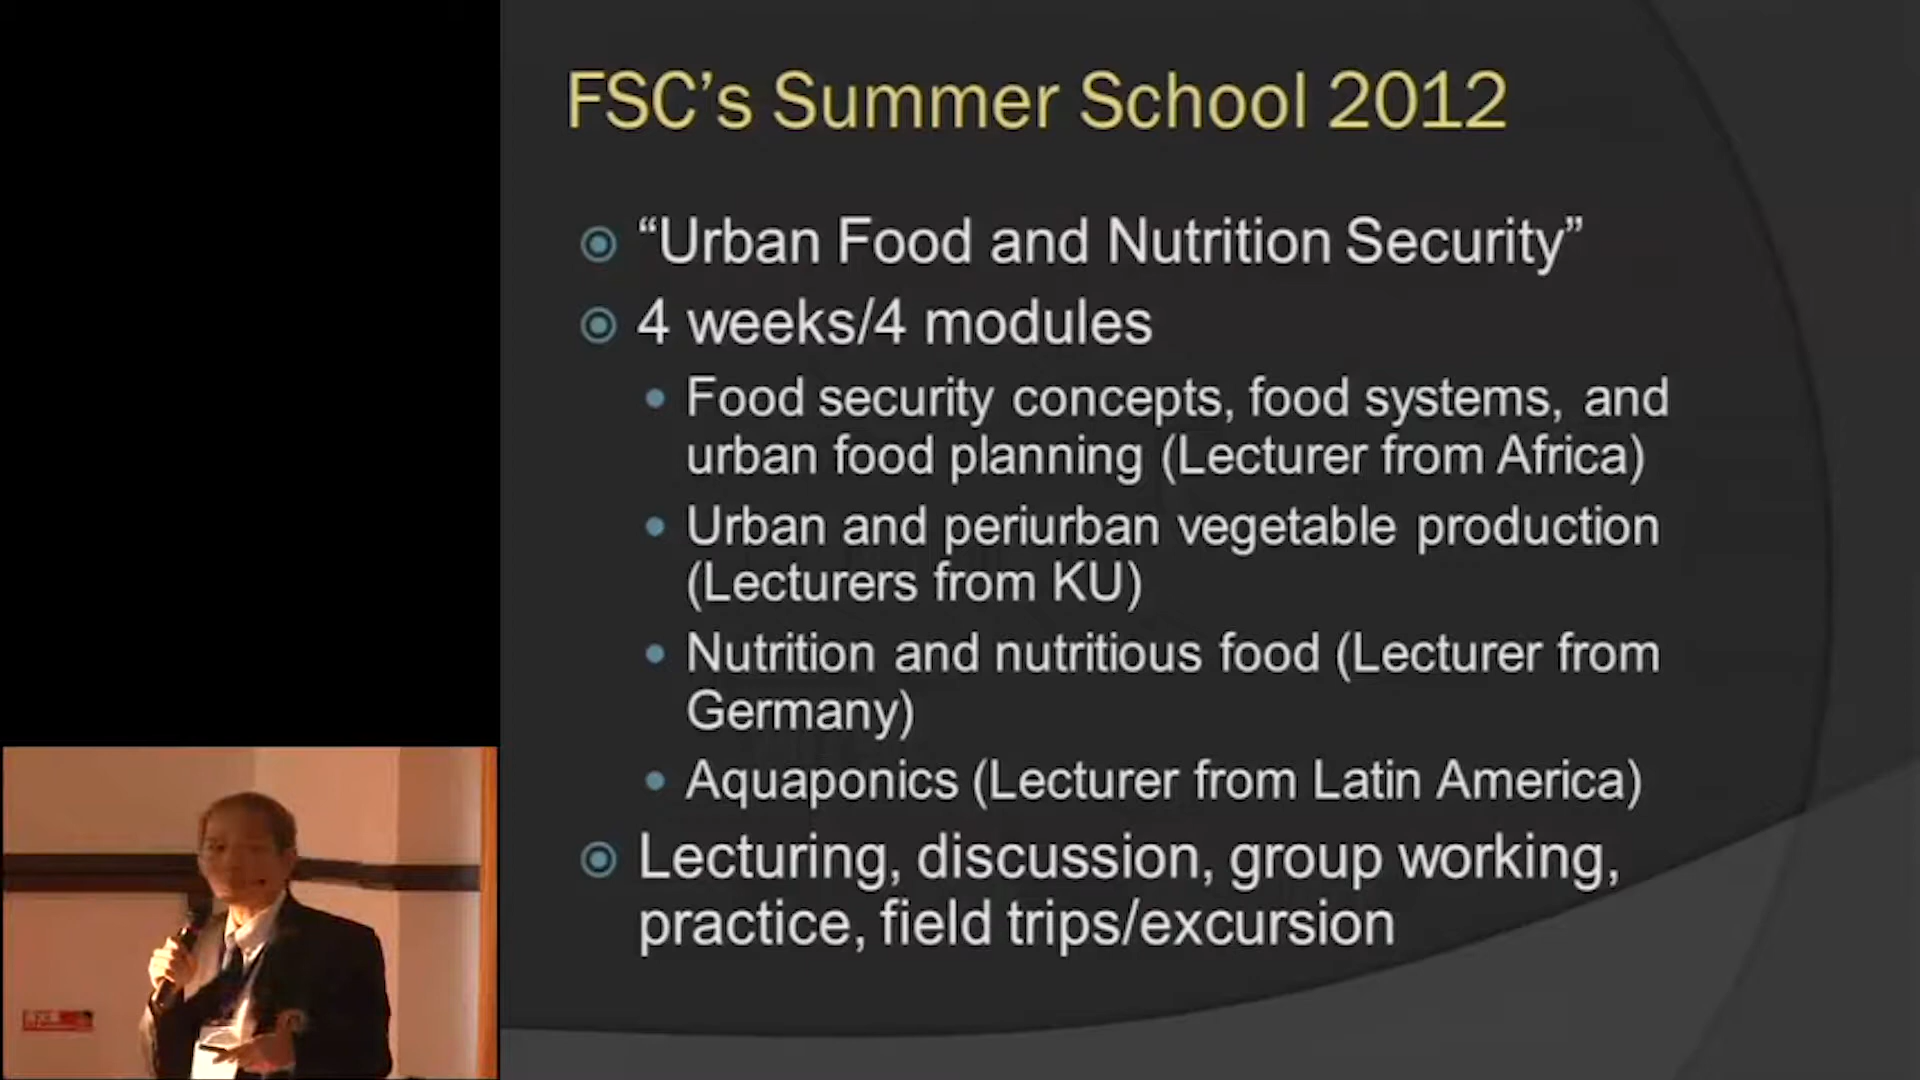 FSC’s Summer School 2012
“Urban Food and Nutrition Security”
4 weeks/4 modules
Food security concepts, food systems, and
urban food planning (Lecturer from Africa)
Urban and periurban vegetable production
(Lecturers from KU)
Nutrition and nutritious food (Lecturer from
Germany)
Aquaponics (Lecturer from Latin America)
Lecturing, discussion, group working,
practice, field trips/excursion